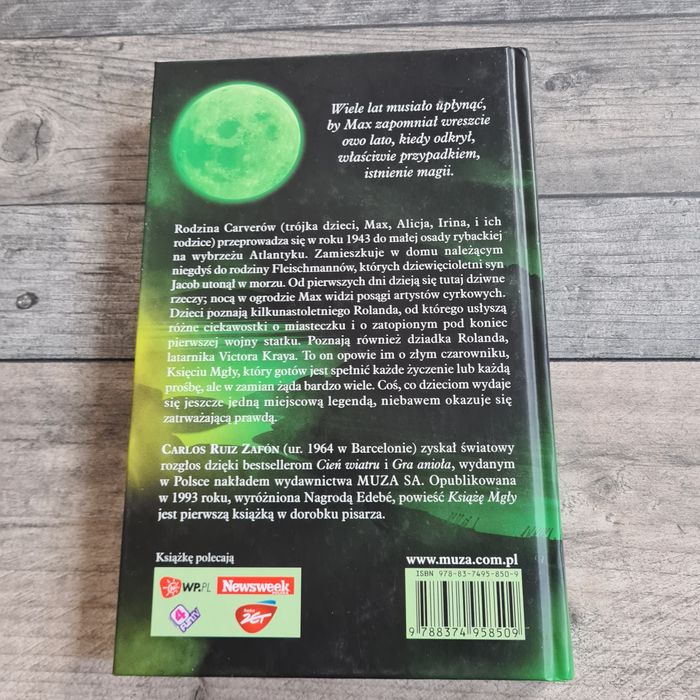 Wiele lat musiało upłynąć,
by Max zapomniał wreszcie
owo lato, kiedy odkrył,
właściwie przypadkiem,
istnienie magii.
Rodzina Carverów (trójka dzieci, Max, Alicja, Irina, i ich
rodzice) przeprowadza się w roku 1943 do małej osady rybackiej
na wybrzeżu Atlantyku. Zamieszkuje w domu należącym
niegdyś do rodziny Fleischmannów, których dziewięcioletni syn
Jacob utonął w morzu. Od pierwszych dni dzieją się tutaj dziwne
rzeczy; nocą w ogrodzie Max widzi posągi artystów cyrkowych.
Dzieci poznają kilkunastoletniego Rolanda, od którego usłyszą
różne ciekawostki o miasteczku i o zatopionym pod koniec
pierwszej wojny statku. Poznają również dziadka Rolanda,
latarnika Victora Kraya. To on opowie im o złym czarowniku,
Księciu Mgły, który gotów jest spełnić każde życzenie lub każdą
prośbę, ale w zamian żąda bardzo wiele. Coś, co dzieciom wydaje
się jeszcze jedną miejscową legendą, niebawem okazuje się
zatrważającą prawdą.
CARLOS RUIZ ZAFÓN (ur. 1964 w Barcelonie) zyskał światowy
rozgłos dzięki bestsellerom Cień wiatru i Gra anioła, wydanym
w Polsce nakładem wydawnictwa MUZA SA. Opublikowana
w 1993 roku, wyróżniona Nagrodą Edebé, powieść Książę Mgły
jest pierwszą książką w dorobku pisarza.
Książkę polecają
www.muza.com.pl
ISBN 978-83-7495-850-9
WP.PL
Newsweek
4
FUN.TV
Radio
ZET
9 788374 958509